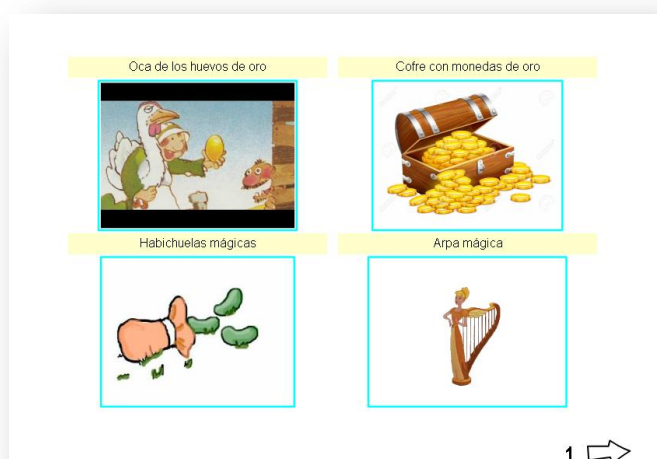 Oca de los huevos de oro
Cofre con monedas de oro
Habichuelas mágicas
Arpa mágica
1